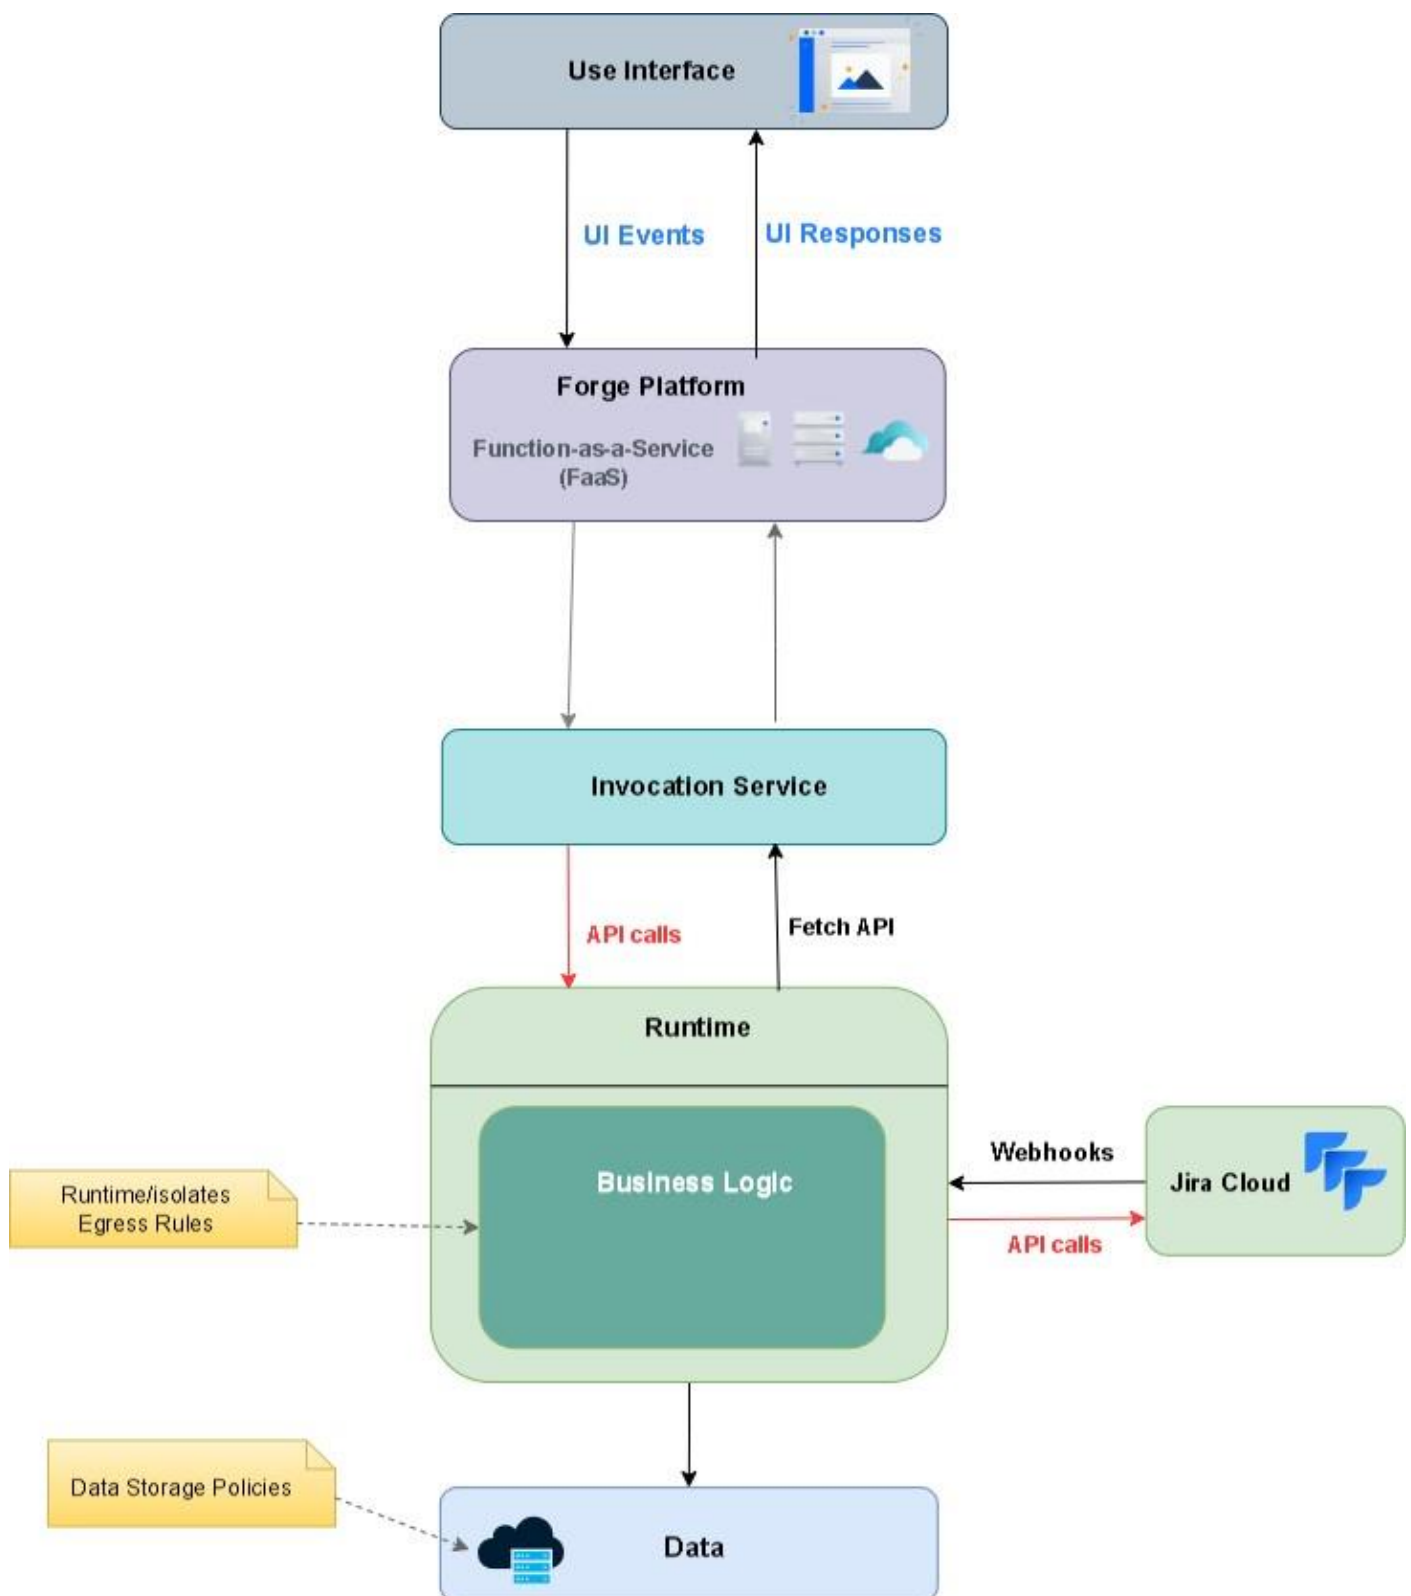 Use Interface
UI Events
UI Responses
Forge Platform
Function-as-a-Service
(FaaS)
Invocation Service
API calls
Fetch API
Runtime
Business Logic
Webhooks
Jira Cloud
API calls
Runtime/isolates
Egress Rules
Data Storage Policies
Data